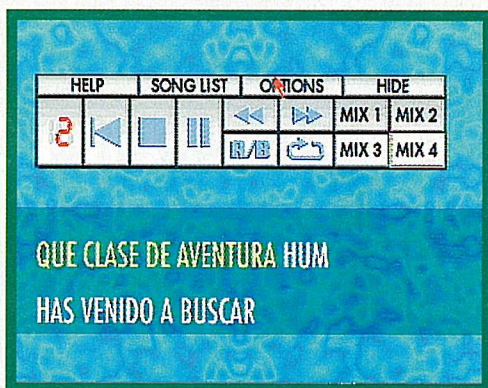 HELP SONG LIST OPTIONS HIDE
2 MIX 1 MIX 2
A/B MIX 3 MIX 4
QUE CLASE DE AVENTURA HUM
HAS VENIDO A BUSCAR